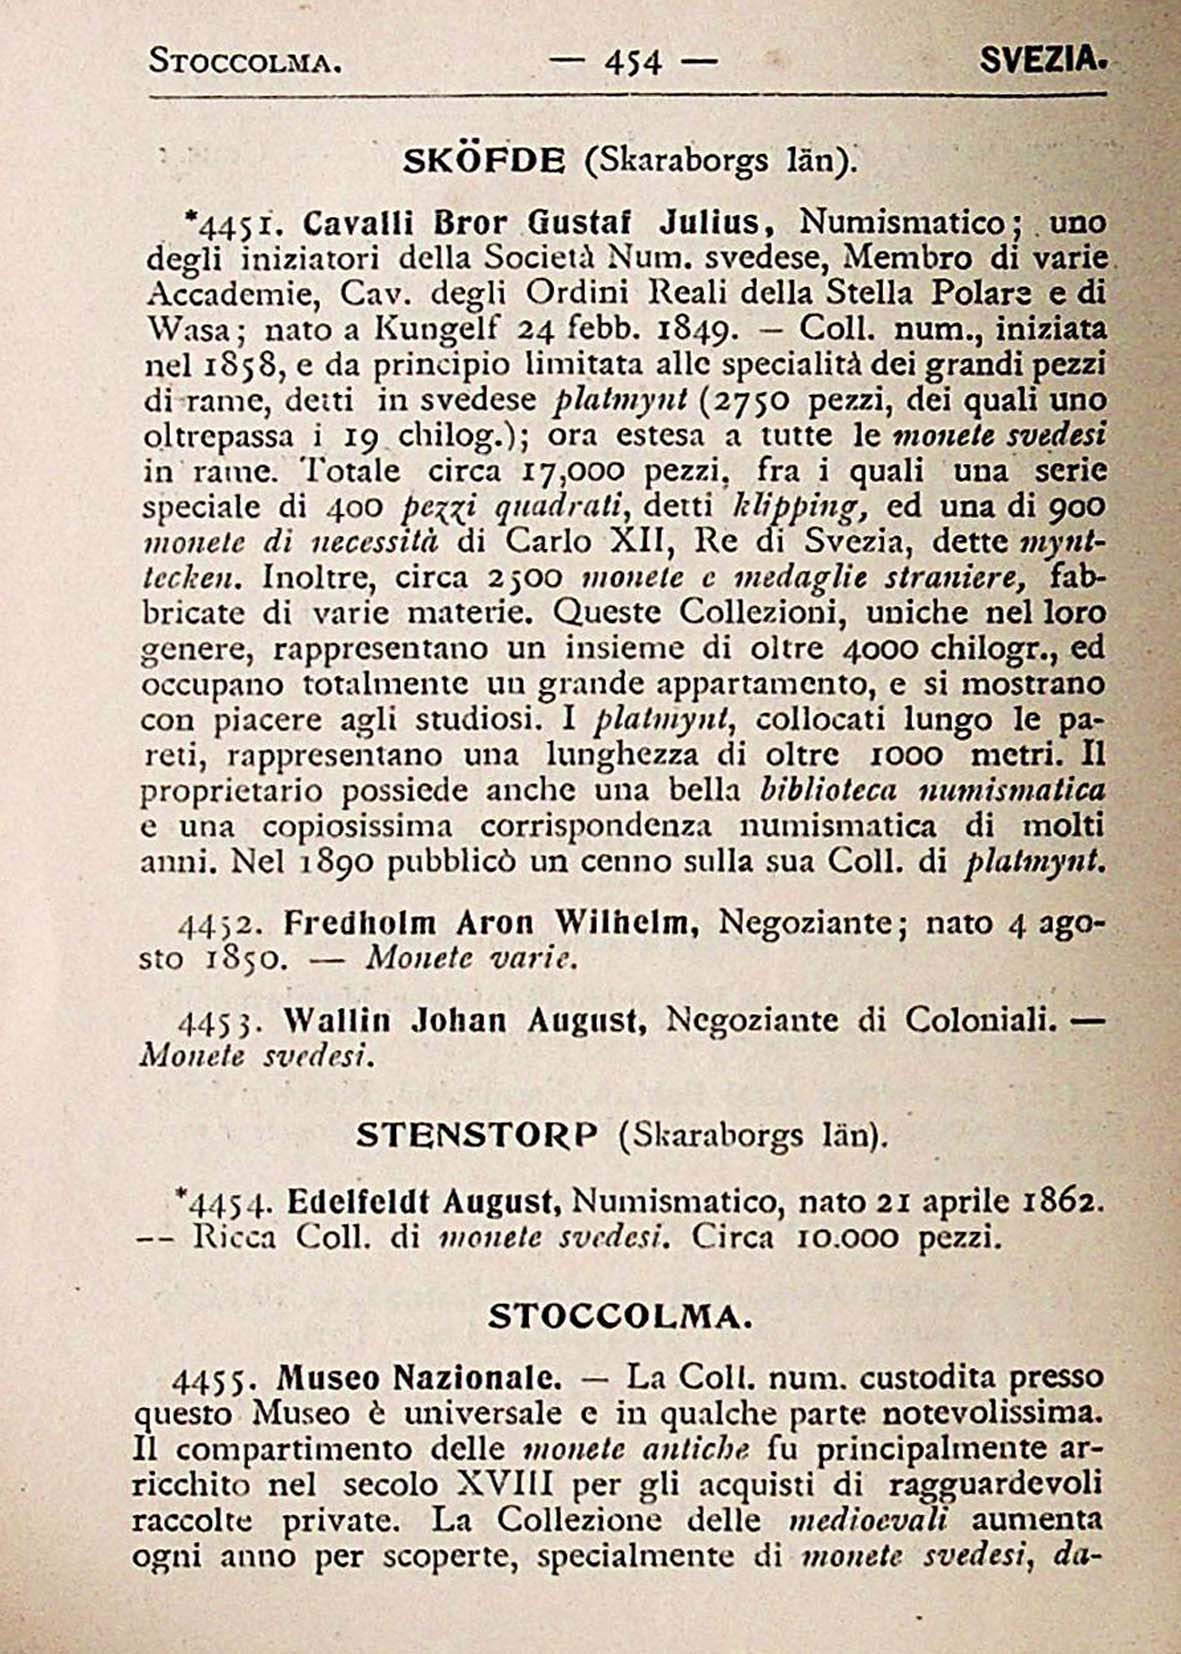 STOCCOLMA. — 454 — SVEZIA.
SKÖFDE (Skaraborgs län).
*4451. Cavalli Bror Gustaf Julius, Numismatico; uno
degli iniziatori della Società Num. svedese, Membro di varie
Accademie, Cav. degli Ordini Reali della Stella Polare e di
Wasa; nato a Kungelf 24 febb. 1849. — Coll. num., iniziata
nel 1858, e da principio limitata alle specialità dei grandi pezzi
di rame, detti in svedese platmynt (2750 pezzi, dei quali uno
oltrepassa i 19 chilog.); ora estesa a tutte le monete svedesi
in rame. Totale circa 17,000 pezzi, fra i quali una serie
speciale di 400 pezzi quadrati, detti klipping, ed una di 900
monete di necessità di Carlo XII, Re di Svezia, dette mynt-
tecken. Inoltre, circa 2500 monete e medaglie straniere, fab-
bricate di varie materie. Queste Collezioni, uniche nel loro
genere, rappresentano un insieme di oltre 4000 chilogr., ed
occupano totalmente un grande appartamento, e si mostrano
con piacere agli studiosi. I platmynt, collocati lungo le pa-
reti, rappresentano una lunghezza di oltre 1000 metri. Il
proprietario possiede anche una bella biblioteca numismatica
e una copiosissima corrispondenza numismatica di molti
anni. Nel 1890 pubblicò un cenno sulla sua Coll. di platmynt.
4452. Fredholm Aron Wilhelm, Negoziante; nato 4 ago-
sto 1850. — Monete varie.
4453. Wallin Johan August, Negoziante di Coloniali. —
Monete svedesi.
STENSTORP (Skaraborgs län).
*4454. Edelfeldt August, Numismatico, nato 21 aprile 1862.
-- Ricca Coll. di monete svedesi. Circa 10.000 pezzi.
STOCCOLMA.
4455. Museo Nazionale. — La Coll. num. custodita presso
questo Museo è universale e in qualche parte notevolissima.
Il compartimento delle monete antiche fu principalmente ar-
ricchito nel secolo XVIII per gli acquisti di ragguardevoli
raccolte private. La Collezione delle medioevali aumenta
ogni anno per scoperte, specialmente di monete svedesi, da-